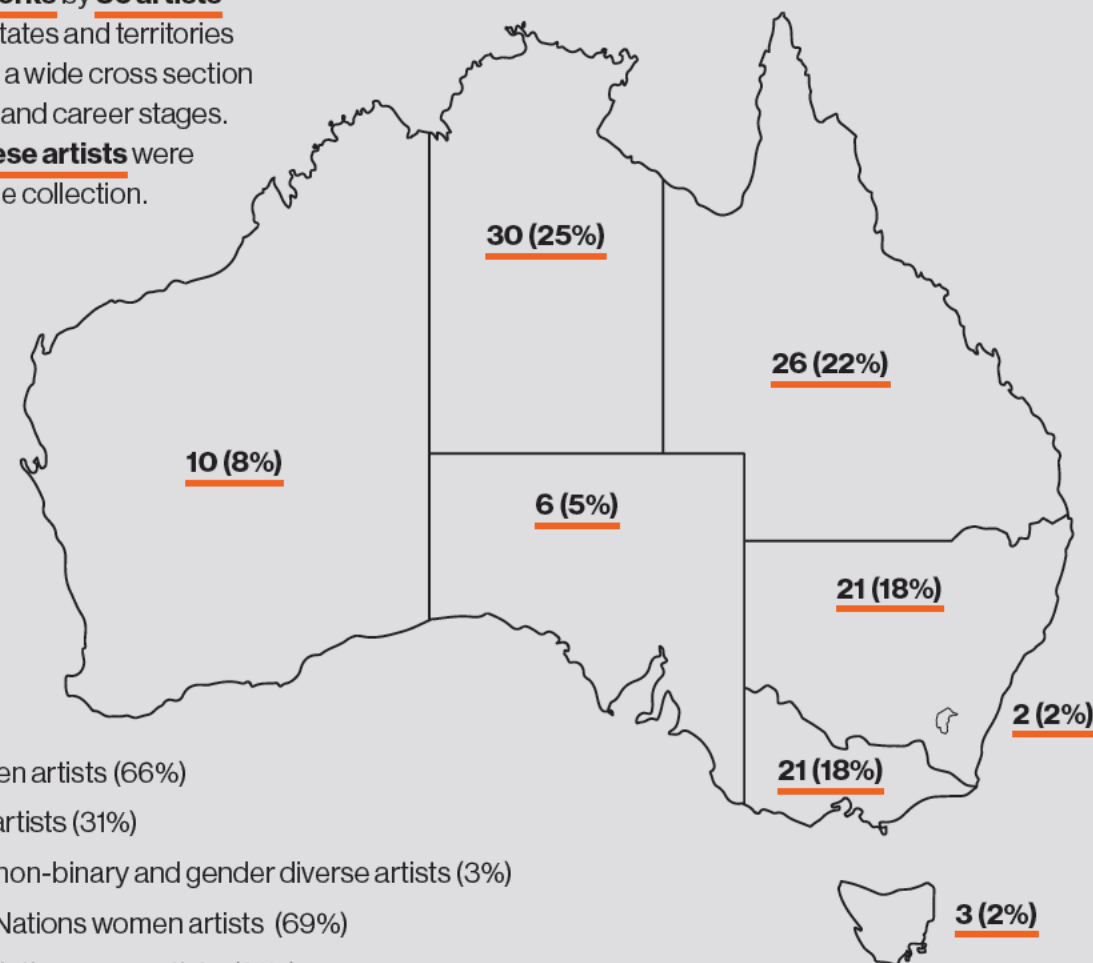 by
tates and territories
a wide cross section
and career stages.
ese artists were
e collection.
30 (25%)
26 (22%)
10 (8%)
6 (5%)
21 (18%)
2 (2%)
21 (18%)
en artists (66%)
artists (31%)
non-binary and gender diverse artists (3%)
Nations women artists (69%)
3 (2%)